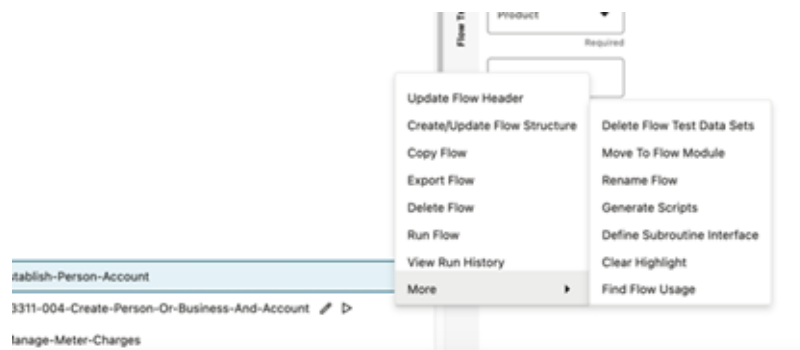 Product
Required
Update Flow Header
Create/Update Flow Structure
Copy Flow
Export Flow
Delete Flow
Run Flow
View Run History
More
Delete Flow Test Data Sets
Move To Flow Module
Rename Flow
Generate Scripts
Define Subroutine Interface
Clear Highlight
Find Flow Usage
tablish-Person-Account
3311-004-Create-Person-Or-Business-And-Account
lanage-Meter-Charges
Flow